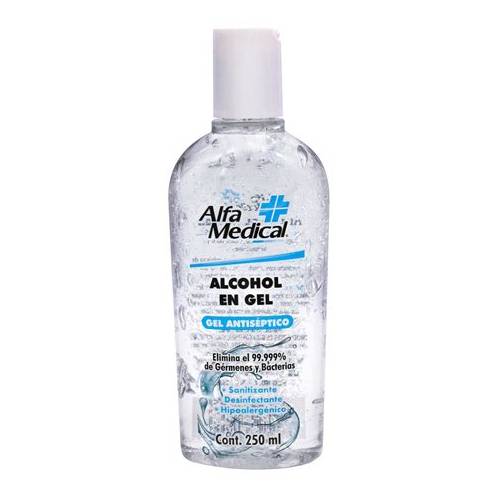 Alfa
Medical
ALCOHOL
EN GEL
GEL ANTISÉPTICO
Elimina el 99.999%
de Gérmenes y Bacterias
• Sanitizante
• Desinfectante
• Hipoalergénico
Cont. 250 ml